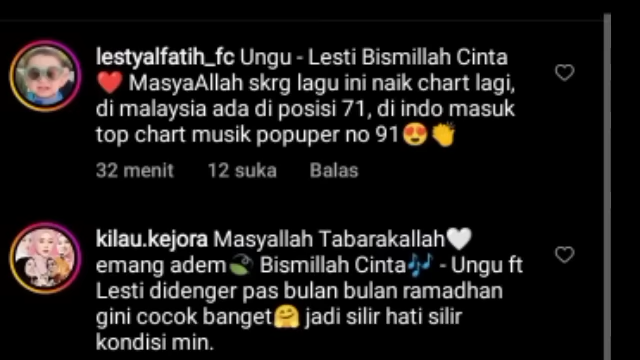 lestyalfatih_fc Ungu - Lesti Bismillah Cinta
❤️ MasyaAllah skrg lagu ini naik chart lagi,
di malaysia ada di posisi 71, di indo masuk
top chart musik popuper no 91😍👏
32 menit 12 suka Balas
kilau.kejora Masyallah Tabarakallah🤍
emang adem🍃 Bismillah Cinta🎶 - Ungu ft
Lesti didenger pas bulan bulan ramadhan
gini cocok banget🤗 jadi silir hati silir
kondisi min.